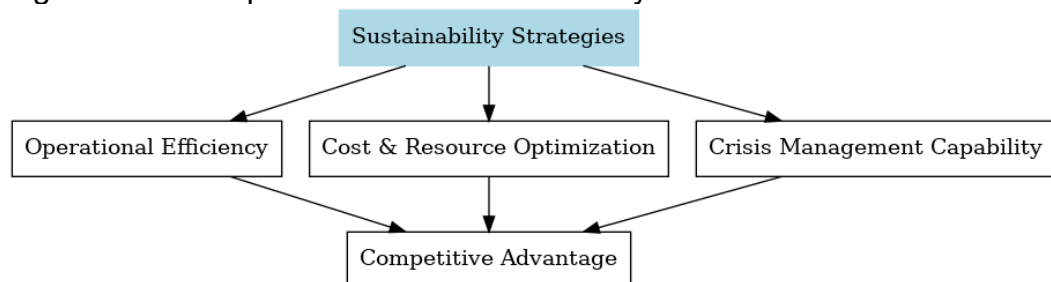 Sustainability Strategies
Operational Efficiency
Cost & Resource Optimization
Crisis Management Capability
Competitive Advantage